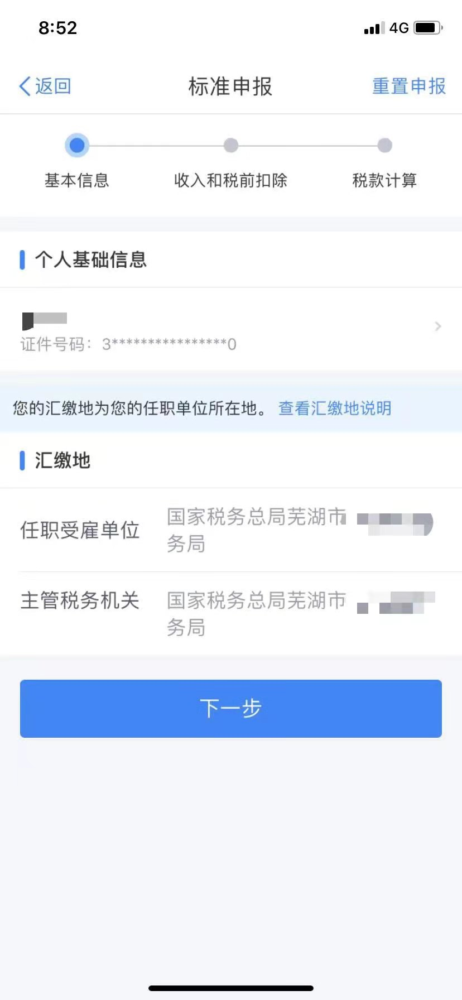 8:52
4G
返回
标准申报
重置申报
基本信息
收入和税前扣除
税款计算
个人基础信息
证件号码：3****************0
您的汇缴地为您的任职单位所在地。 查看汇缴地说明
汇缴地
任职受雇单位
国家税务总局芜湖市
务局
主管税务机关
国家税务总局芜湖市
务局
下一步